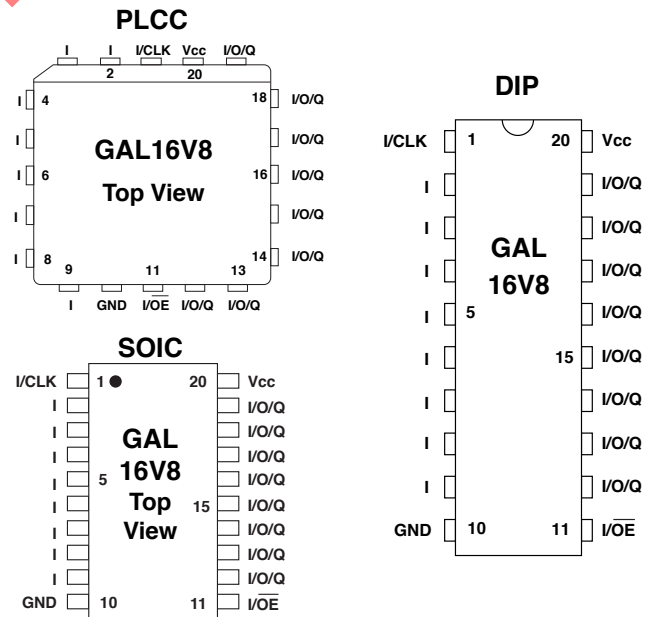 PLCC
I I I/CLK Vcc I/O/Q
2 20
I 4 18 I/O/Q
I I/O/Q
GAL16V8
I 6 16 I/O/Q
Top View
I I/O/Q
I 8 14 I/O/Q
9 11 13
I GND I/OE I/O/Q I/O/Q
SOIC
I/CLK 1 20 Vcc
I I/O/Q
I I/O/Q
GAL
I I/O/Q
16V8
I 5 I/O/Q
Top
I 15 I/O/Q
View
I I/O/Q
I I/O/Q
I I/O/Q
GND 10 11 I/OE
DIP
I/CLK 1 20 Vcc
I I/O/Q
I I/O/Q
GAL
I I/O/Q
16V8
I 5 I/O/Q
I 15 I/O/Q
I I/O/Q
I I/O/Q
I I/O/Q
GND 10 11 I/OE